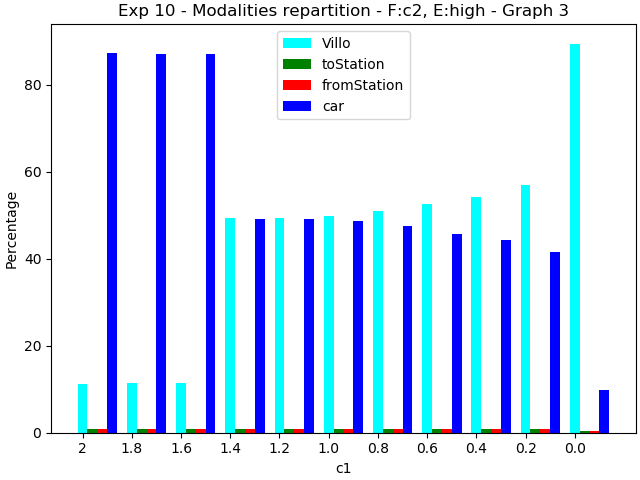 Exp 10 - Modalities repartition - F:c2, E:high - Graph 3
Villo
toStation
fromStation
car
Percentage
80
60
40
20
0
2 1.8 1.6 1.4 1.2 1.0 0.8 0.6 0.4 0.2 0.0
c1